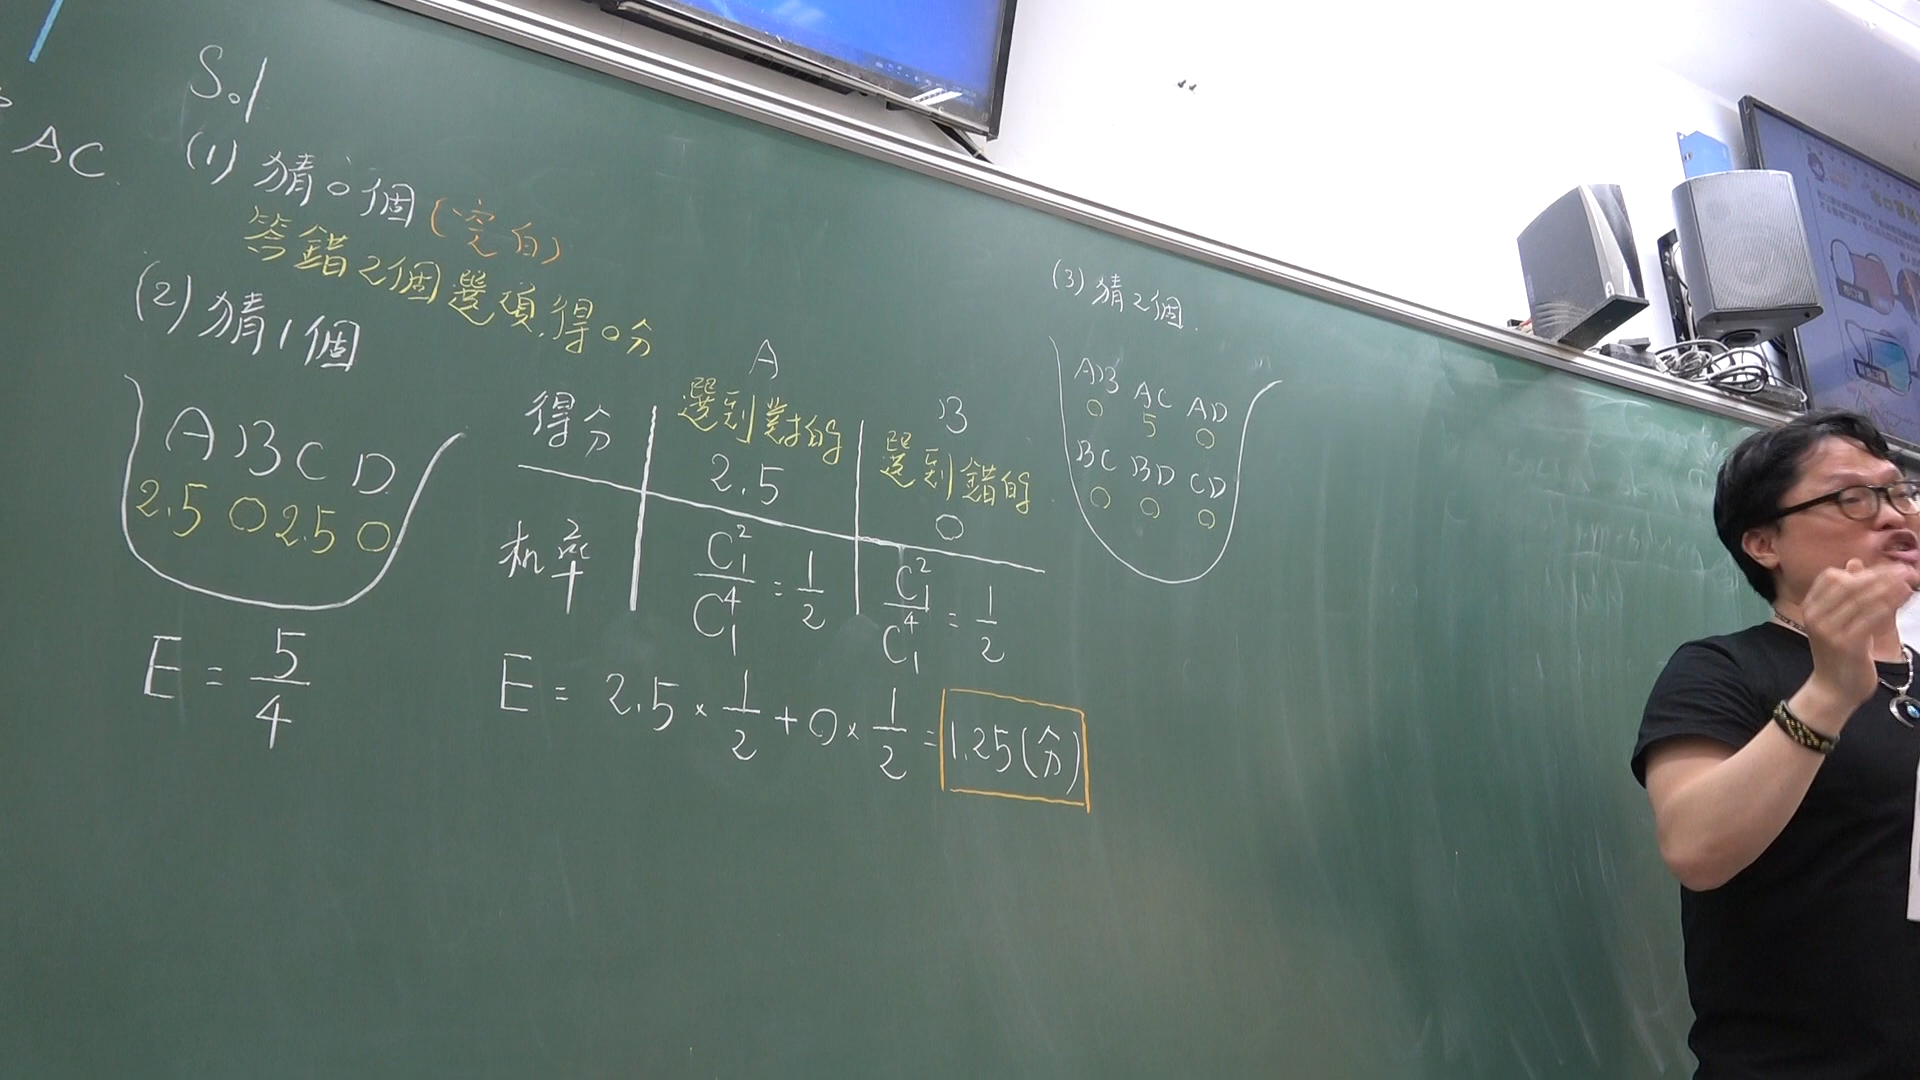 AC
Sol
(1) 猜0個(空白)
答錯2個選項,得0分
(2) 猜1個
A B C D
2.5 0 2.5 0
E = 5/4
A B
得分 選到對的 2.5 選到錯的 0
机率 C²₁/C⁴₁ = 1/2 C²₁/C⁴₁ = 1/2
E = 2.5 × 1/2 + 0 × 1/2 = 1.25(分)
(3) 猜2個.
AB AC AD
0 5 0
BC BD CD
0 0 0